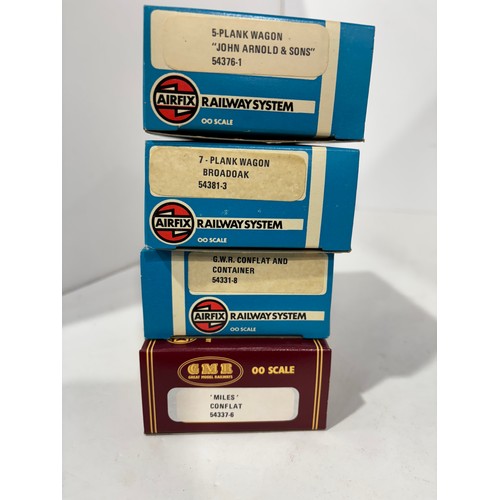 5-PLANK WAGON
"JOHN ARNOLD & SONS"
54376-1
AIRFIX
RAILWAY SYSTEM
OO SCALE
7-PLANK WAGON
BROADOAK
54381-3
AIRFIX
RAILWAY SYSTEM
OO SCALE
G.W.R. CONFLAT AND
CONTAINER
54331-8
AIRFIX
RAILWAY SYSTEM
OO SCALE
GMR
GREAT MODEL RAILWAYS
OO SCALE
'MILES'
CONFLAT
54337-6